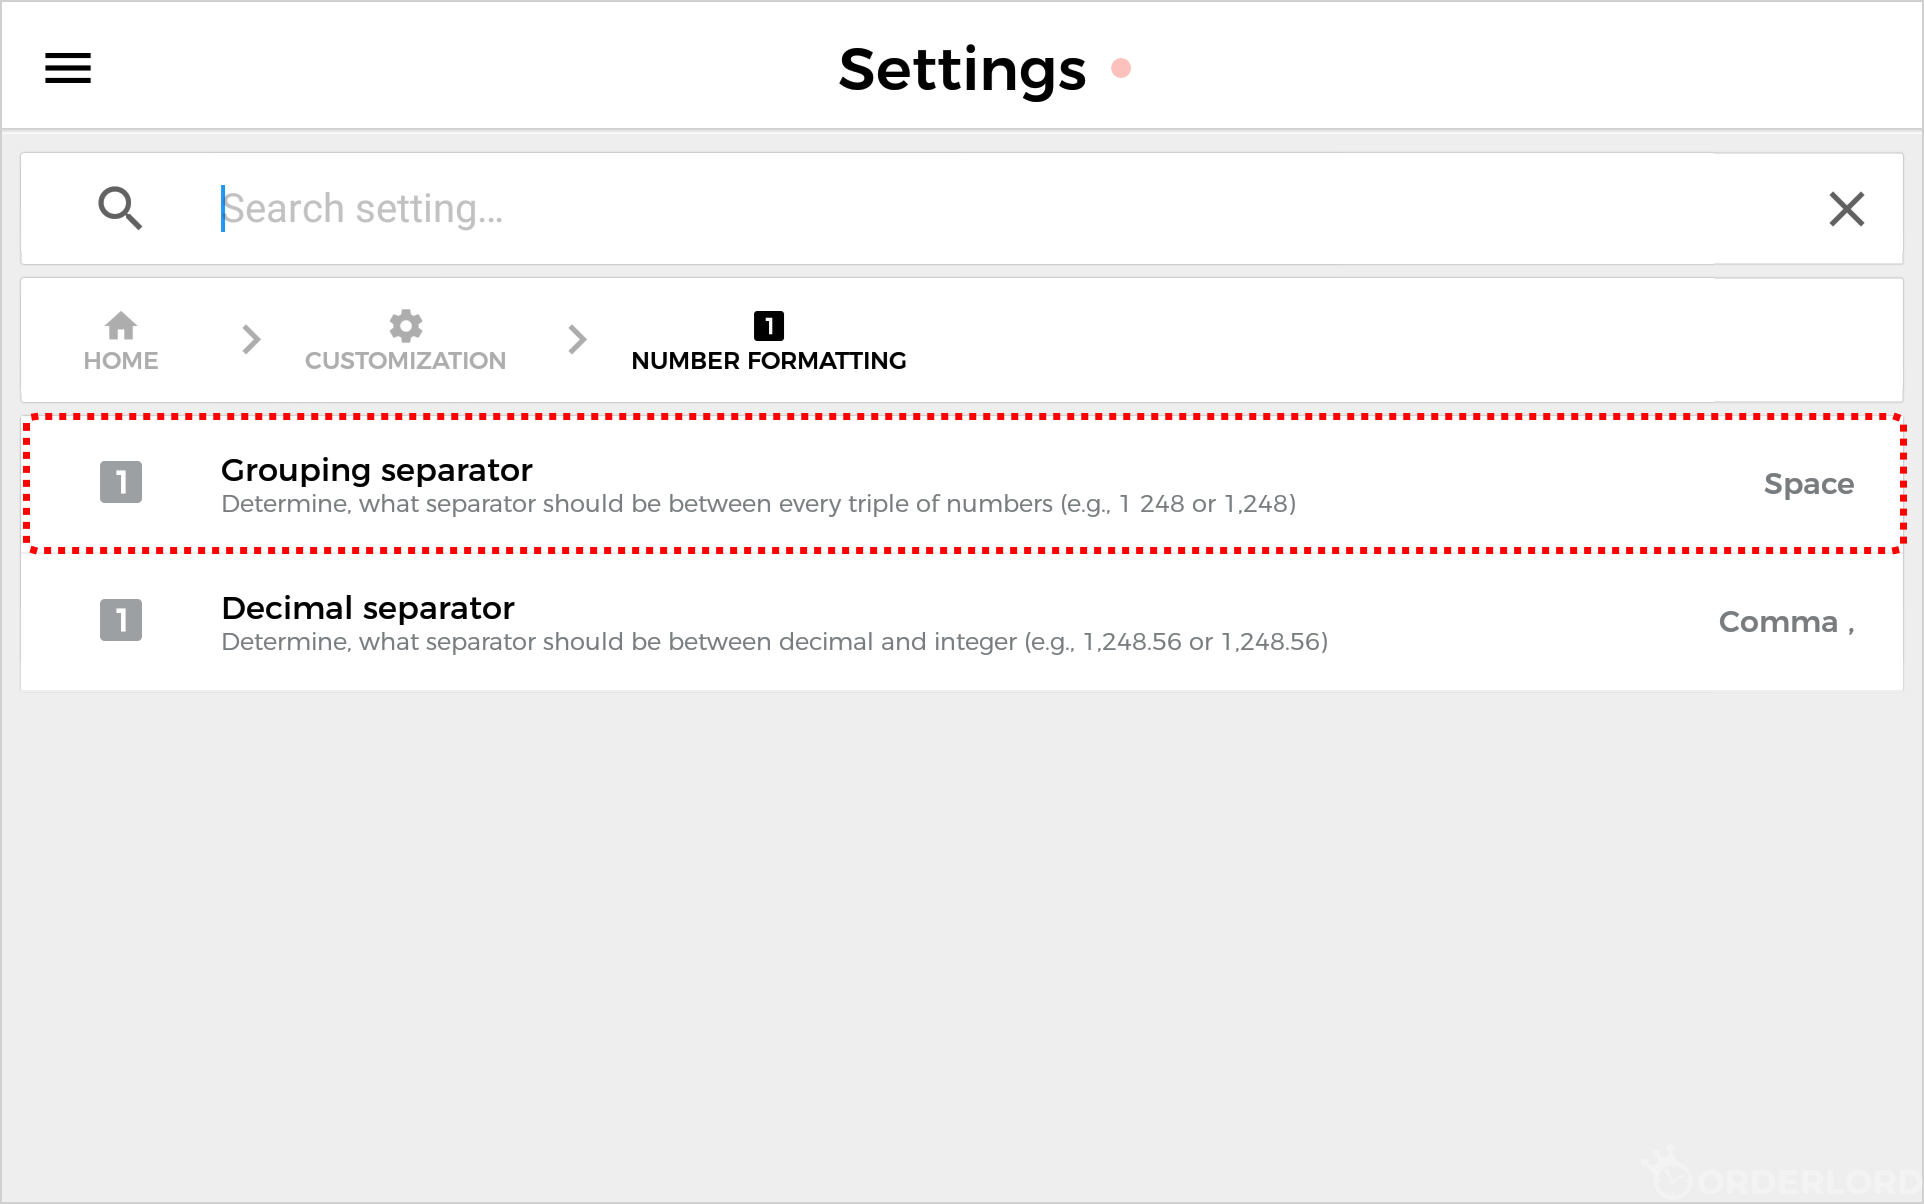 Settings
Search setting...
HOME
CUSTOMIZATION
1
NUMBER FORMATTING
1
Grouping separator
Determine, what separator should be between every triple of numbers (e.g., 1 248 or 1,248)
Space
1
Decimal separator
Determine, what separator should be between decimal and integer (e.g., 1,248.56 or 1,248.56)
Comma ,
ORDERLORD